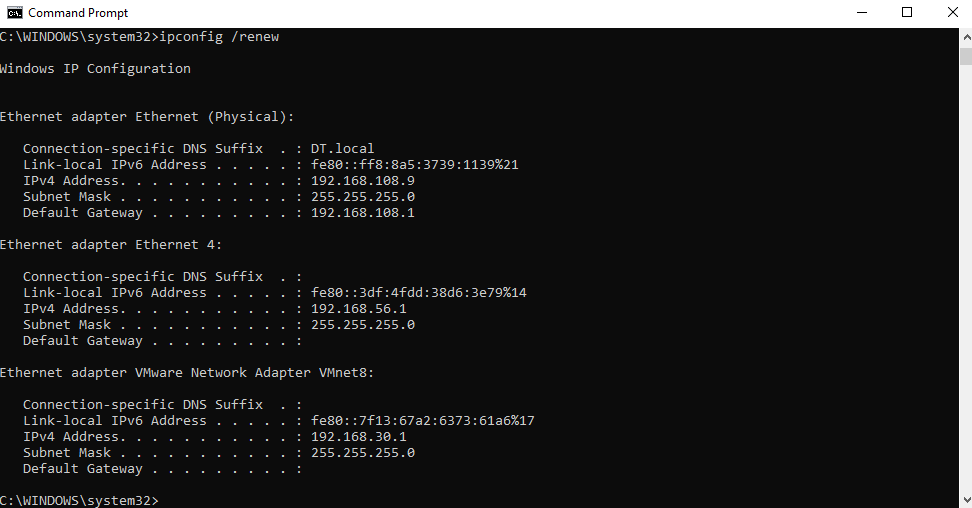 Command Prompt
C:\WINDOWS\system32>ipconfig /renew
Windows IP Configuration
Ethernet adapter Ethernet (Physical):
Connection-specific DNS Suffix  . : DT.local
Link-local IPv6 Address . . . . . : fe80::ff8:8a5:3739:1139%21
IPv4 Address. . . . . . . . . . . : 192.168.108.9
Subnet Mask . . . . . . . . . . . : 255.255.255.0
Default Gateway . . . . . . . . . : 192.168.108.1
Ethernet adapter Ethernet 4:
Connection-specific DNS Suffix  . :
Link-local IPv6 Address . . . . . : fe80::3df:4fdd:38d6:3e79%14
IPv4 Address. . . . . . . . . . . : 192.168.56.1
Subnet Mask . . . . . . . . . . . : 255.255.255.0
Default Gateway . . . . . . . . . :
Ethernet adapter VMware Network Adapter VMnet8:
Connection-specific DNS Suffix  . :
Link-local IPv6 Address . . . . . : fe80::7f13:67a2:6373:61a6%17
IPv4 Address. . . . . . . . . . . : 192.168.30.1
Subnet Mask . . . . . . . . . . . : 255.255.255.0
Default Gateway . . . . . . . . . :
C:\WINDOWS\system32>